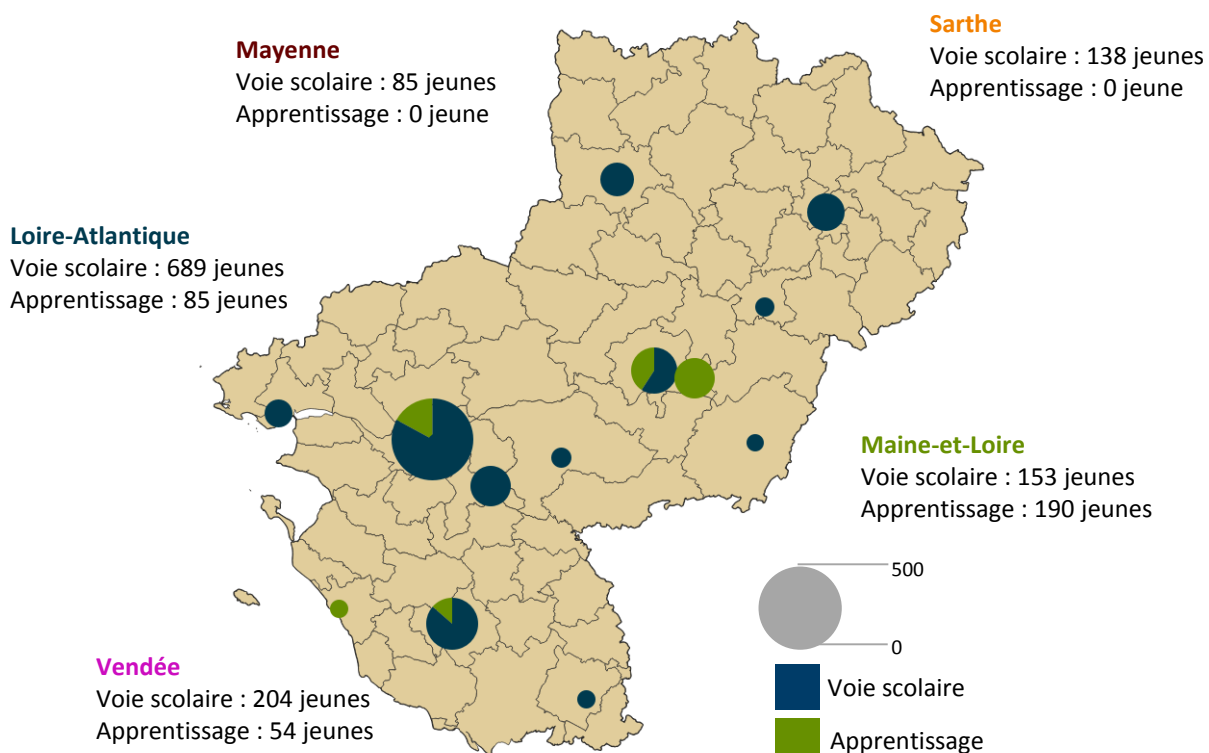 Mayenne
Voie scolaire : 85 jeunes
Apprentissage : 0 jeune
Sarthe
Voie scolaire : 138 jeunes
Apprentissage : 0 jeune
Loire-Atlantique
Voie scolaire : 689 jeunes
Apprentissage : 85 jeunes
Maine-et-Loire
Voie scolaire : 153 jeunes
Apprentissage : 190 jeunes
500
0
Vendée
Voie scolaire : 204 jeunes
Apprentissage : 54 jeunes
Voie scolaire
Apprentissage